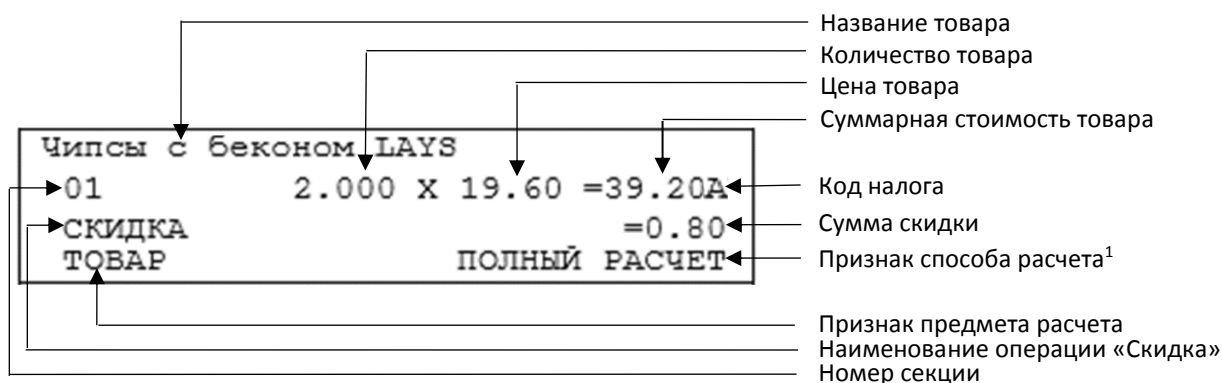 Название товара
Количество товара
Цена товара
Суммарная стоимость товара
Чипсы с беконом LAYS
01 2.000 X 19.60 =39.20А
Код налога
СКИДКА =0.80
Сумма скидки
ТОВАР ПОЛНЫЙ РАСЧЕТ
Признак способа расчета¹
Признак предмета расчета
Наименование операции «Скидка»
Номер секции